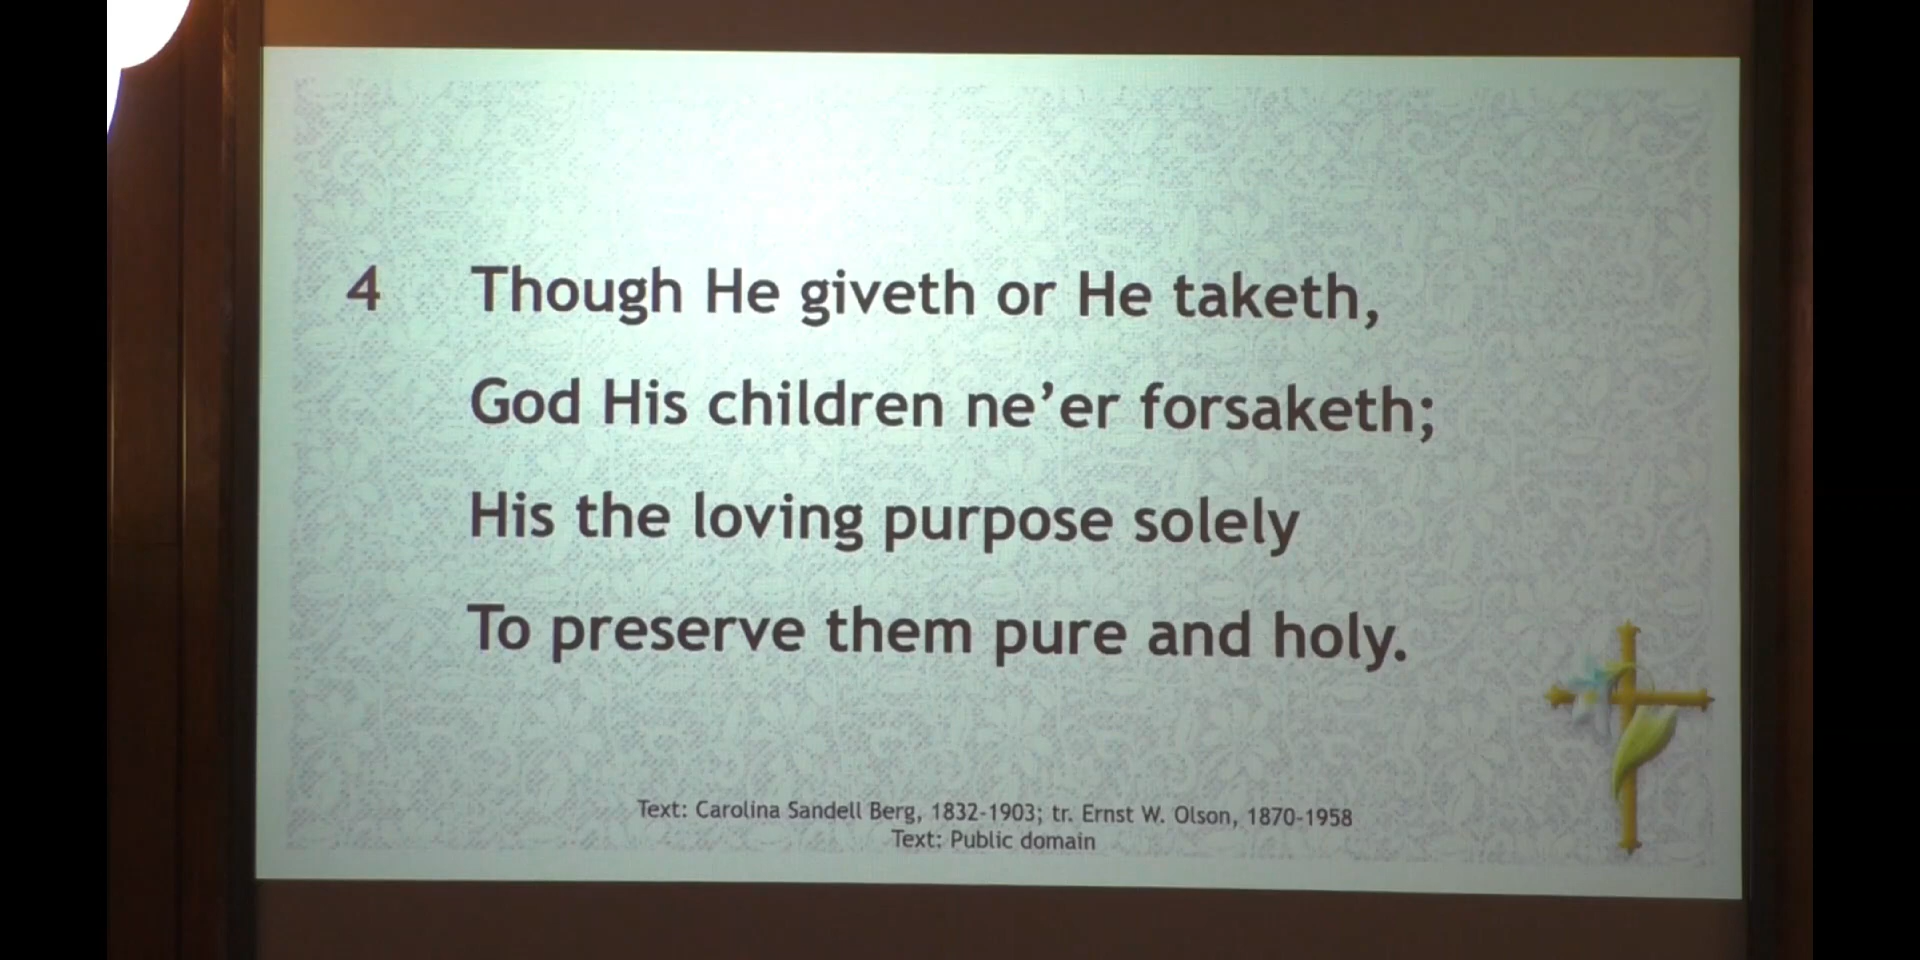 4 Though He giveth or He taketh,
God His children ne’er forsaketh;
His the loving purpose solely
To preserve them pure and holy.
Text: Carolina Sandell Berg, 1832-1903; tr. Ernst W. Olson, 1870-1958
Text: Public domain